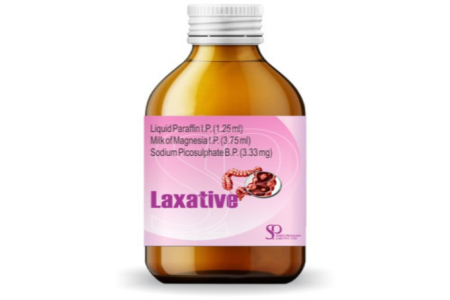 Liquid Paraffin I.P. (1.25 ml)
Milk of Magnesia I.P. (3.75 ml)
Sodium Picosulphate B.P. (3.33 mg)
Laxative
SP